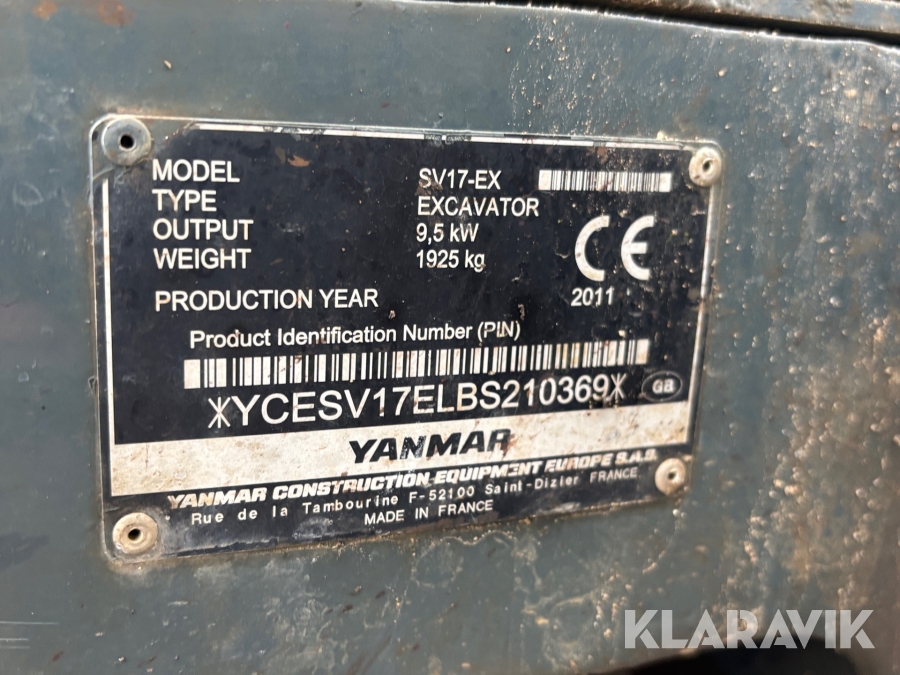 MODEL SV17-EX
TYPE EXCAVATOR
OUTPUT 9,5 kW
WEIGHT 1925 kg
CE
PRODUCTION YEAR 2011
Product Identification Number (PIN)
*YCESV17ELBS210369*
GB
YANMAR
YANMAR CONSTRUCTION EQUIPMENT EUROPE S.A.S.
Rue de la Tambourine F-52100 Saint-Dizier FRANCE
MADE IN FRANCE
KLARAVIK